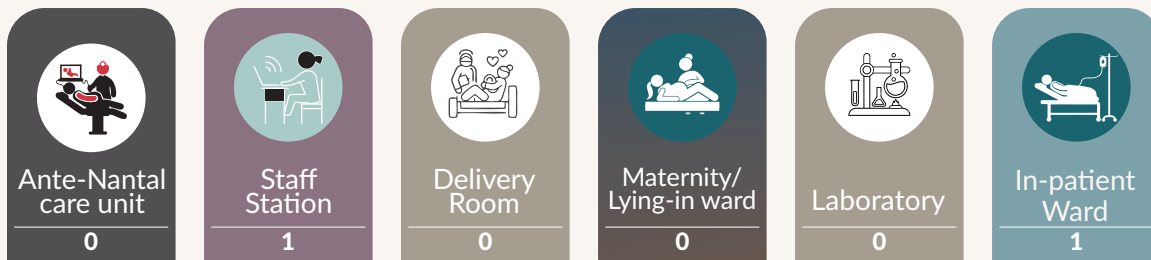 Ante-Nantal
care unit
0
Staff
Station
1
Delivery
Room
0
Maternity/
Lying-in ward
0
Laboratory
0
In-patient
Ward
1